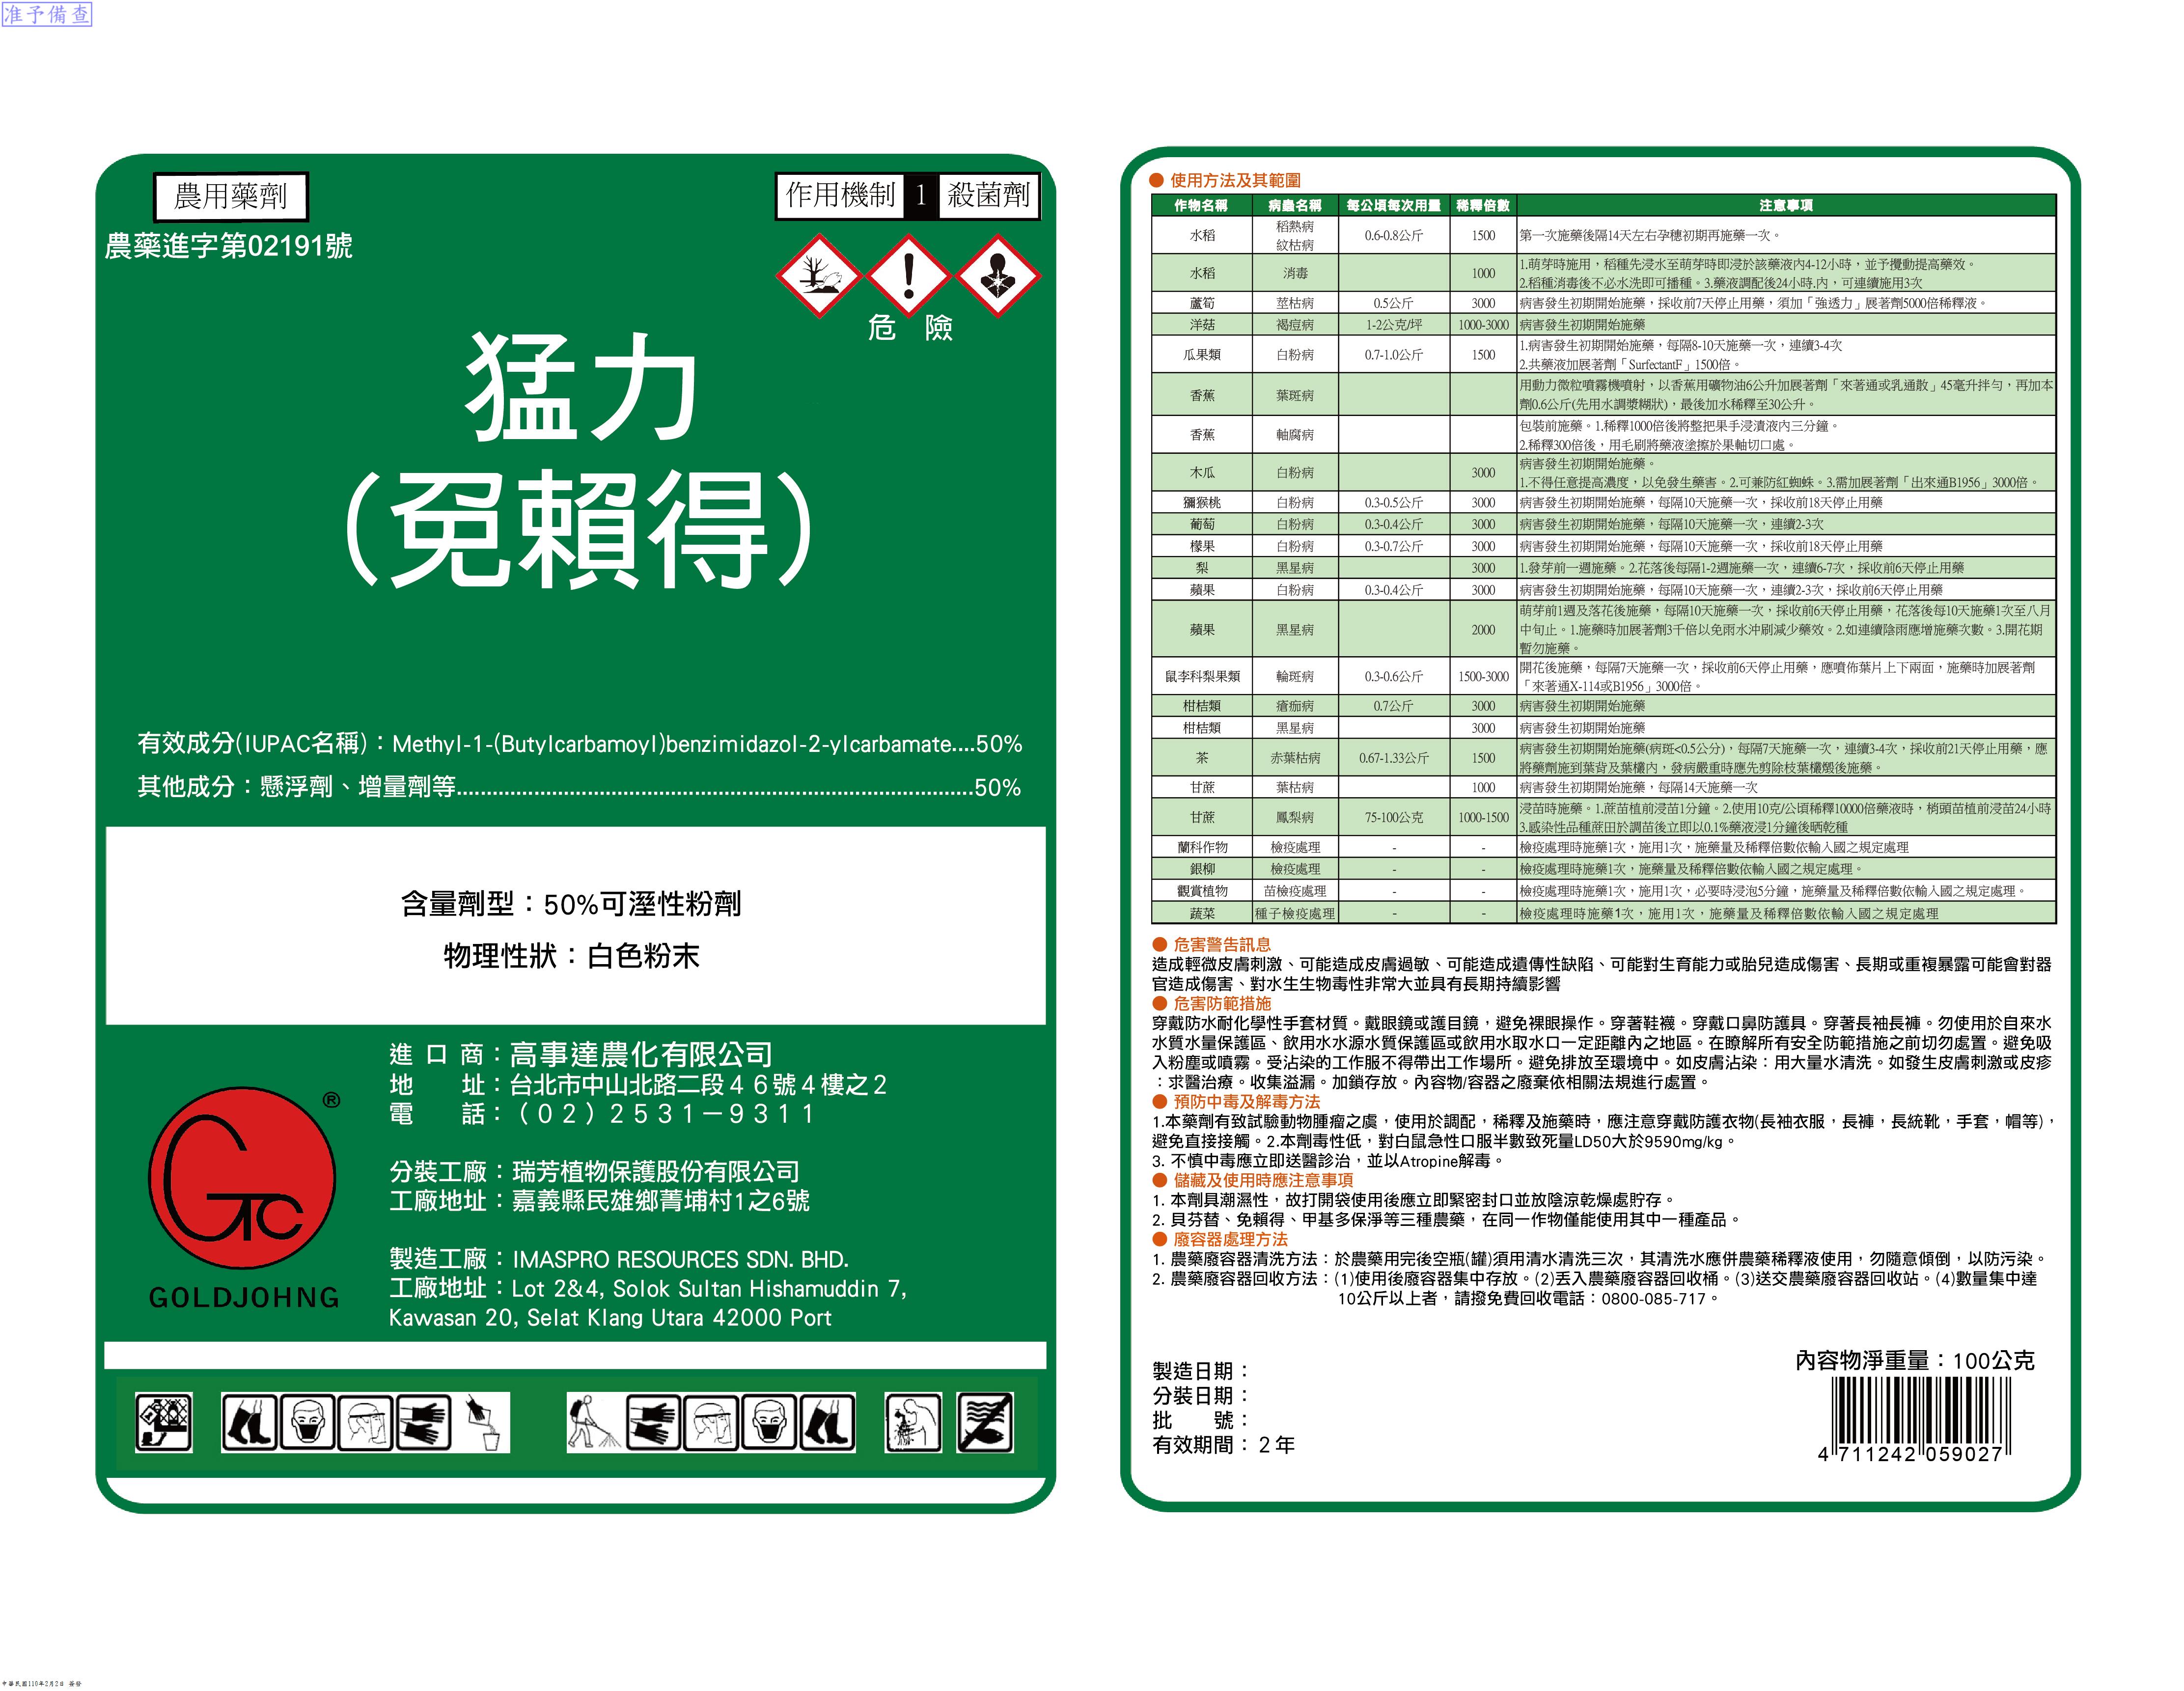 准予備查
農用藥劑
作用機制 1 殺菌劑
農藥進字第02191號
危 險
猛力
(免賴得)
有效成分(IUPAC名稱)：Methyl-1-(Butylcarbamoyl)benzimidazol-2-ylcarbamate....50%
其他成分：懸浮劑、增量劑等......................................................................................50%
含量劑型：50%可溼性粉劑
物理性狀：白色粉末
進 口 商：高事達農化有限公司
地　　址：台北市中山北路二段４６號４樓之２
電　　話：（０２）２５３１－９３１１
分裝工廠：瑞芳植物保護股份有限公司
工廠地址：嘉義縣民雄鄉菁埔村1之6號
製造工廠：IMASPRO RESOURCES SDN. BHD.
工廠地址：Lot 2&4, Solok Sultan Hishamuddin 7,
Kawasan 20, Selat Klang Utara 42000 Port
GTC ®
GOLDJOHNG
● 使用方法及其範圍
作物名稱 病蟲名稱 每公頃每次用量 稀釋倍數 注意事項
水稻 稻熱病 紋枯病 0.6-0.8公斤 1500 第一次施藥後隔14天左右孕穗初期再施藥一次。
水稻 消毒 1000 1.萌芽時施用，稻種先浸水至萌芽時即浸於該藥液內4-12小時，並予攪動提高藥效。
2.稻種消毒後不必水洗即可播種。3.藥液調配後24小時.內，可連續施用3次
蘆筍 莖枯病 0.5公斤 3000 病害發生初期開始施藥，採收前7天停止用藥，須加「強透力」展著劑5000倍稀釋液。
洋菇 褐痘病 1-2公克/坪 1000-3000 病害發生初期開始施藥
瓜果類 白粉病 0.7-1.0公斤 1500 1.病害發生初期開始施藥，每隔8-10天施藥一次，連續3-4次
2.共藥液加展著劑「SurfectantF」1500倍。
香蕉 葉斑病 用動力微粒噴霧機噴射，以香蕉用礦物油6公升加展著劑「來著通或乳通散」45毫升拌勻，再加本
劑0.6公斤(先用水調漿糊狀)，最後加水稀釋至30公升。
香蕉 軸腐病 包裝前施藥。1.稀釋1000倍後將整把果手浸漬液內三分鐘。
2.稀釋300倍後，用毛刷將藥液塗擦於果軸切口處。
木瓜 白粉病 3000 病害發生初期開始施藥。
1.不得任意提高濃度，以免發生藥害。2.可兼防紅蜘蛛。3.需加展著劑「出來通B1956」3000倍。
獼猴桃 白粉病 0.3-0.5公斤 3000 病害發生初期開始施藥，每隔10天施藥一次，採收前18天停止用藥
葡萄 白粉病 0.3-0.4公斤 3000 病害發生初期開始施藥，每隔10天施藥一次，連續2-3次
檬果 白粉病 0.3-0.7公斤 3000 病害發生初期開始施藥，每隔10天施藥一次，採收前18天停止用藥
梨 黑星病 3000 1.發芽前一週施藥。2.花落後每隔1-2週施藥一次，連續6-7次，採收前6天停止用藥
蘋果 白粉病 0.3-0.4公斤 3000 病害發生初期開始施藥，每隔10天施藥一次，連續2-3次，採收前6天停止用藥
蘋果 黑星病 2000 萌芽前1週及落花後施藥，每隔10天施藥一次，採收前6天停止用藥，花落後每10天施藥1次至八月
中旬止。1.施藥時加展著劑3千倍以免雨水沖刷減少藥效。2.如連續陰雨應增施藥次數。3.開花期
暫勿施藥。
鼠李科梨果類 輪斑病 0.3-0.6公斤 1500-3000 開花後施藥，每隔7天施藥一次，採收前6天停止用藥，應噴佈葉片上下兩面，施藥時加展著劑
「來著通X-114或B1956」3000倍。
柑桔類 瘡痂病 0.7公斤 3000 病害發生初期開始施藥
柑桔類 黑星病 3000 病害發生初期開始施藥
茶 赤葉枯病 0.67-1.33公斤 1500 病害發生初期開始施藥(病斑<0.5公分)，每隔7天施藥一次，連續3-4次，採收前21天停止用藥，應
將藥劑施到葉背及葉欉內，發病嚴重時應先剪除枝葉欉頹後施藥。
甘蔗 葉枯病 1000 病害發生初期開始施藥，每隔14天施藥一次
甘蔗 鳳梨病 75-100公克 1000-1500 浸苗時施藥。1.蔗苗植前浸苗1分鐘。2.使用10克/公頃稀釋10000倍藥液時，梢頭苗植前浸苗24小時
3.感染性品種蔗田於調苗後立即以0.1%藥液浸1分鐘後晒乾種
蘭科作物 檢疫處理 - - 檢疫處理時施藥1次，施用1次，施藥量及稀釋倍數依輸入國之規定處理
銀柳 檢疫處理 - - 檢疫處理時施藥1次，施藥量及稀釋倍數依輸入國之規定處理。
觀賞植物 苗檢疫處理 - - 檢疫處理時施藥1次，施用1次，必要時浸泡5分鐘，施藥量及稀釋倍數依輸入國之規定處理。
蔬菜 種子檢疫處理 - - 檢疫處理時施藥1次，施用1次，施藥量及稀釋倍數依輸入國之規定處理
● 危害警告訊息
造成輕微皮膚刺激、可能造成皮膚過敏、可能造成遺傳性缺陷、可能對生育能力或胎兒造成傷害、長期或重複暴露可能會對器
官造成傷害、對水生生物毒性非常大並具有長期持續影響
● 危害防範措施
穿戴防水耐化學性手套材質。戴眼鏡或護目鏡，避免裸眼操作。穿著鞋襪。穿戴口鼻防護具。穿著長袖長褲。勿使用於自來水
水質水量保護區、飲用水水源水質保護區或飲用水取水口一定距離內之地區。在瞭解所有安全防範措施之前切勿處置。避免吸
入粉塵或噴霧。受沾染的工作服不得帶出工作場所。避免排放至環境中。如皮膚沾染：用大量水清洗。如發生皮膚刺激或皮疹
：求醫治療。收集溢漏。加鎖存放。內容物/容器之廢棄依相關法規進行處置。
● 預防中毒及解毒方法
1.本藥劑有致試驗動物腫瘤之虞，使用於調配，稀釋及施藥時，應注意穿戴防護衣物(長袖衣服，長褲，長統靴，手套，帽等)，
避免直接接觸。2.本劑毒性低，對白鼠急性口服半數致死量LD50大於9590mg/kg。
3. 不慎中毒應立即送醫診治，並以Atropine解毒。
● 儲藏及使用時應注意事項
1. 本劑具潮濕性，故打開袋使用後應立即緊密封口並放陰涼乾燥處貯存。
2. 貝芬替、免賴得、甲基多保淨等三種農藥，在同一作物僅能使用其中一種產品。
● 廢容器處理方法
1. 農藥廢容器清洗方法：於農藥用完後空瓶(罐)須用清水清洗三次，其清洗水應併農藥稀釋液使用，勿隨意傾倒，以防污染。
2. 農藥廢容器回收方法：(1)使用後廢容器集中存放。(2)丟入農藥廢容器回收桶。(3)送交農藥廢容器回收站。(4)數量集中達
10公斤以上者，請撥免費回收電話：0800-085-717。
製造日期：
分裝日期：
批　　號：
有效期間：２年
內容物淨重量：100公克
4 711242 059027
中華民國110年2月2日 簽發